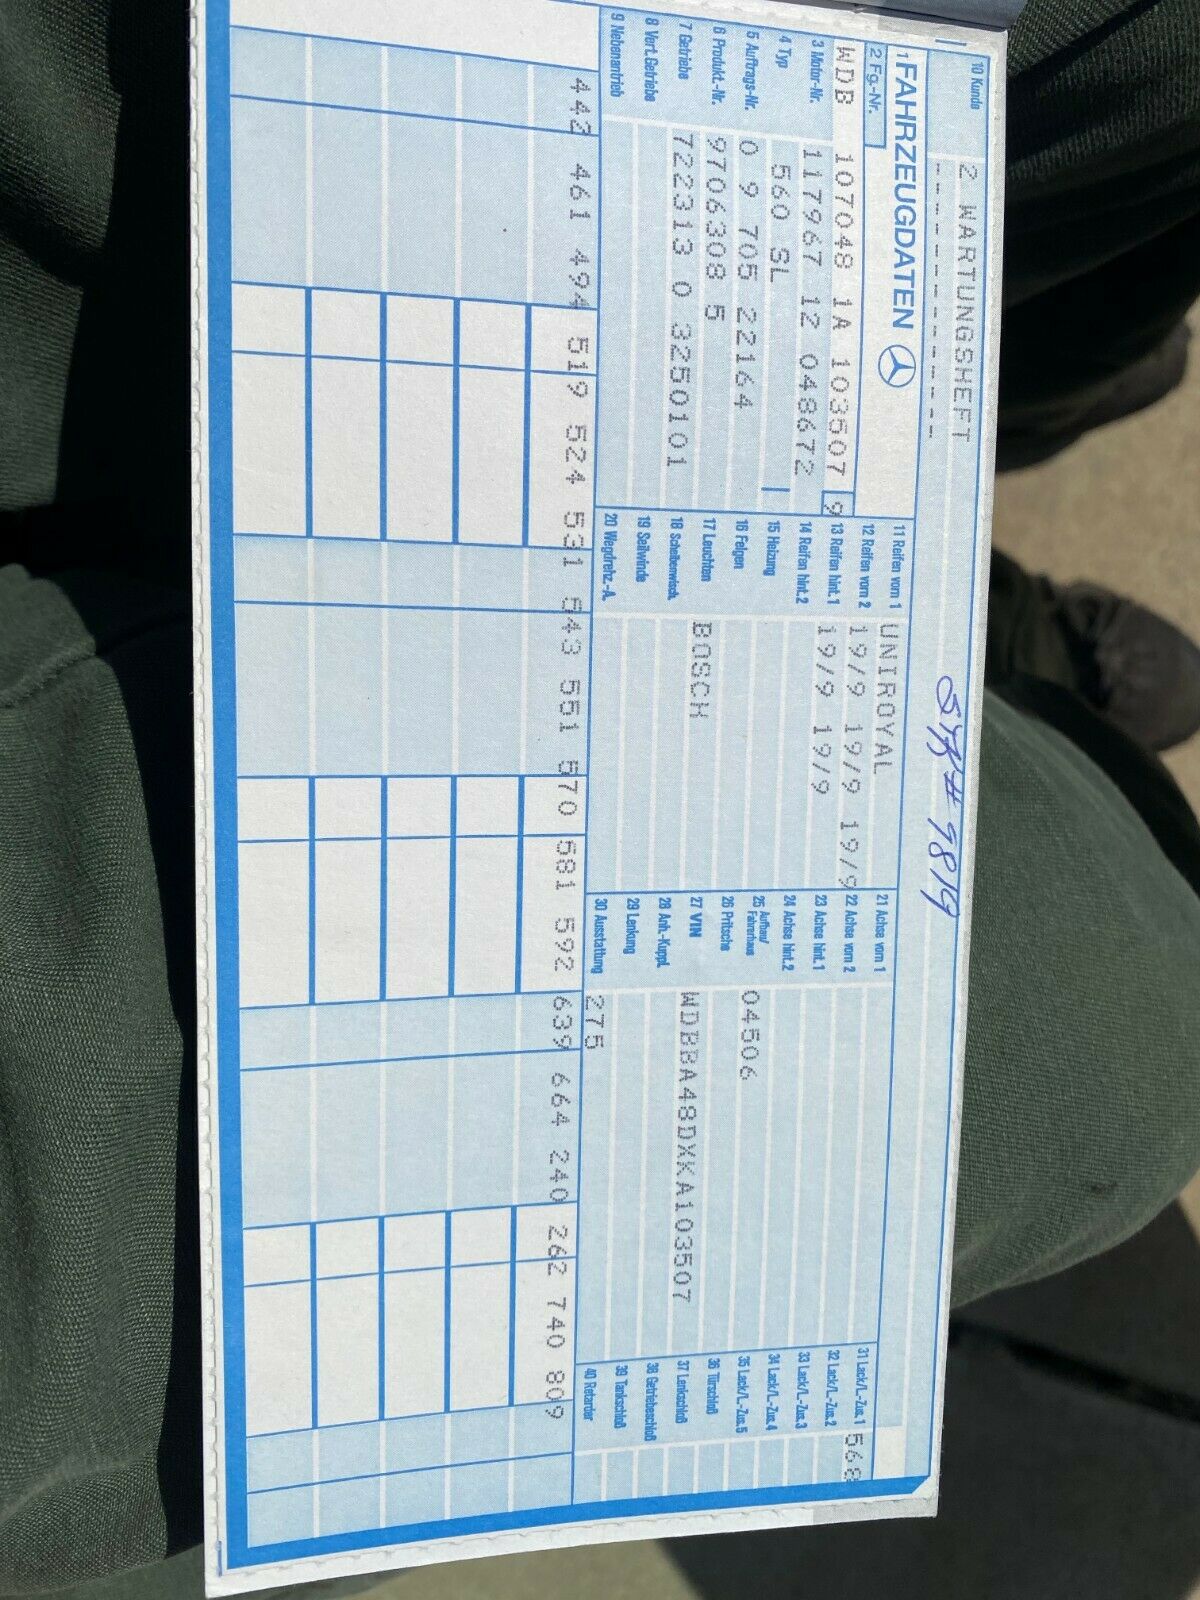 10 Kunde
2 WARTUNGSHEFT
-- -- -- -- -- -- -- --
1 FAHRZEUGDATEN
2 Fg.-Nr.
WDB 107048 1A 103507 9
3 Motor-Nr. 117967 12 048672
4 Typ 560 SL
5 Auftrags-Nr. 0 9 705 22164
6 Produkt.-Nr. 9706308 5
7 Getriebe 722313 0 3250101
8 Vert.Getriebe
9 Nebenantrieb
11 Reifen vorn 1 UNIROYAL
12 Reifen vorn 2 19/9 19/9 19/9
13 Reifen hint.1 19/9 19/9
14 Reifen hint.2
15 Heizung
16 Felgen
17 Leuchten BOSCH
18 Scheibenwisch.
19 Seilwinde
20 Wegdrehz.-A.
21 Achse vorn 1
22 Achse vorn 2
23 Achse hint.1
24 Achse hint.2
25 Aufbau/
Fahrerhaus 04506
26 Pritsche
27 VIN WDBBA48DXKA103507
28 Anh.-Kuppl.
29 Lenkung
30 Ausstattung 275
31 Lack/L.-Zus.1 568
32 Lack/L.-Zus.2
33 Lack/L.-Zus.3
34 Lack/L.-Zus.4
35 Lack/L.-Zus.5
36 Türschloß
37 Lenkschloß
38 Getriebeschloß
39 Tankschloß
40 Retarder
442 461 494 519 524 531 543 551 570 581 592 639 664 240 262 740 809